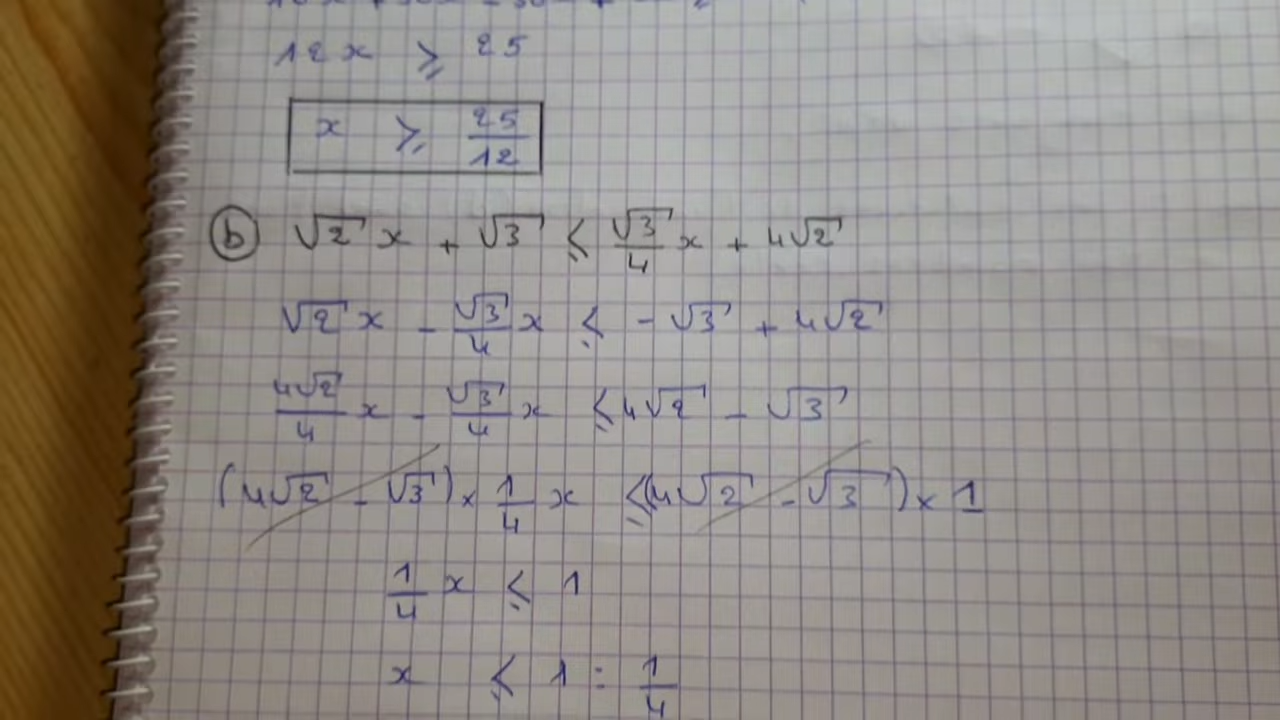 12x ≥ 25
x ≥ 25/12
b √2 x + √3 ≤ √3/4 x + 4√2
√2 x - √3/4 x ≤ - √3 + 4√2
4√2/4 x - √3/4 x ≤ 4√2 - √3
(4√2 - √3) × 1/4 x ≤ (4√2 - √3) × 1
1/4 x ≤ 1
x ≤ 1 : 1/4